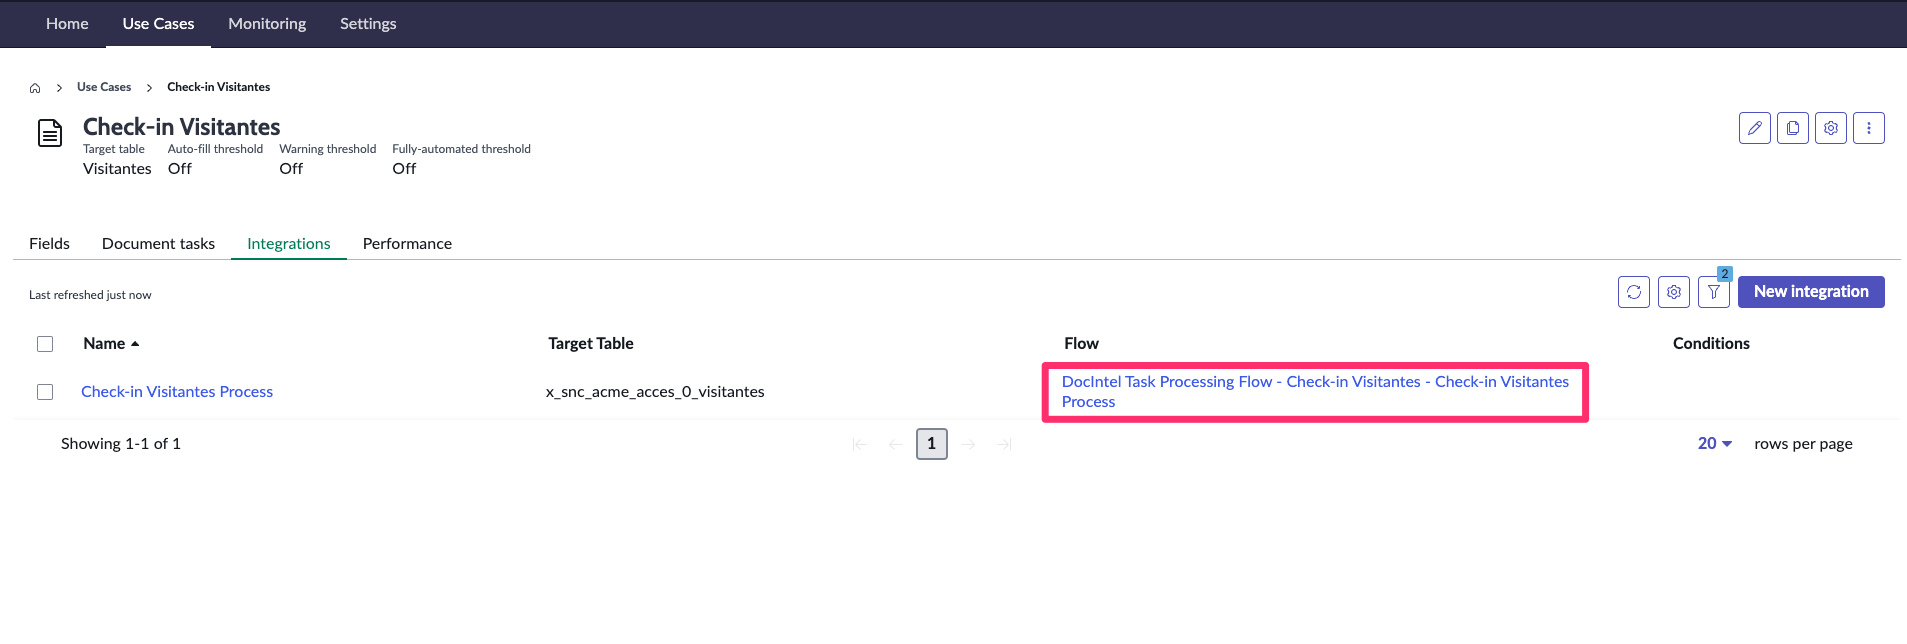 Home Use Cases Monitoring Settings
Use Cases Check-in Visitantes
Check-in Visitantes
Target table Auto-fill threshold Warning threshold Fully-automated threshold
Visitantes Off Off Off
Fields Document tasks Integrations Performance
2
Last refreshed just now New integration
Name Target Table Flow Conditions
Check-in Visitantes Process x_snc_acme_acces_0_visitantes DocIntel Task Processing Flow - Check-in Visitantes - Check-in Visitantes
Process
Showing 1-1 of 1 1 20 rows per page